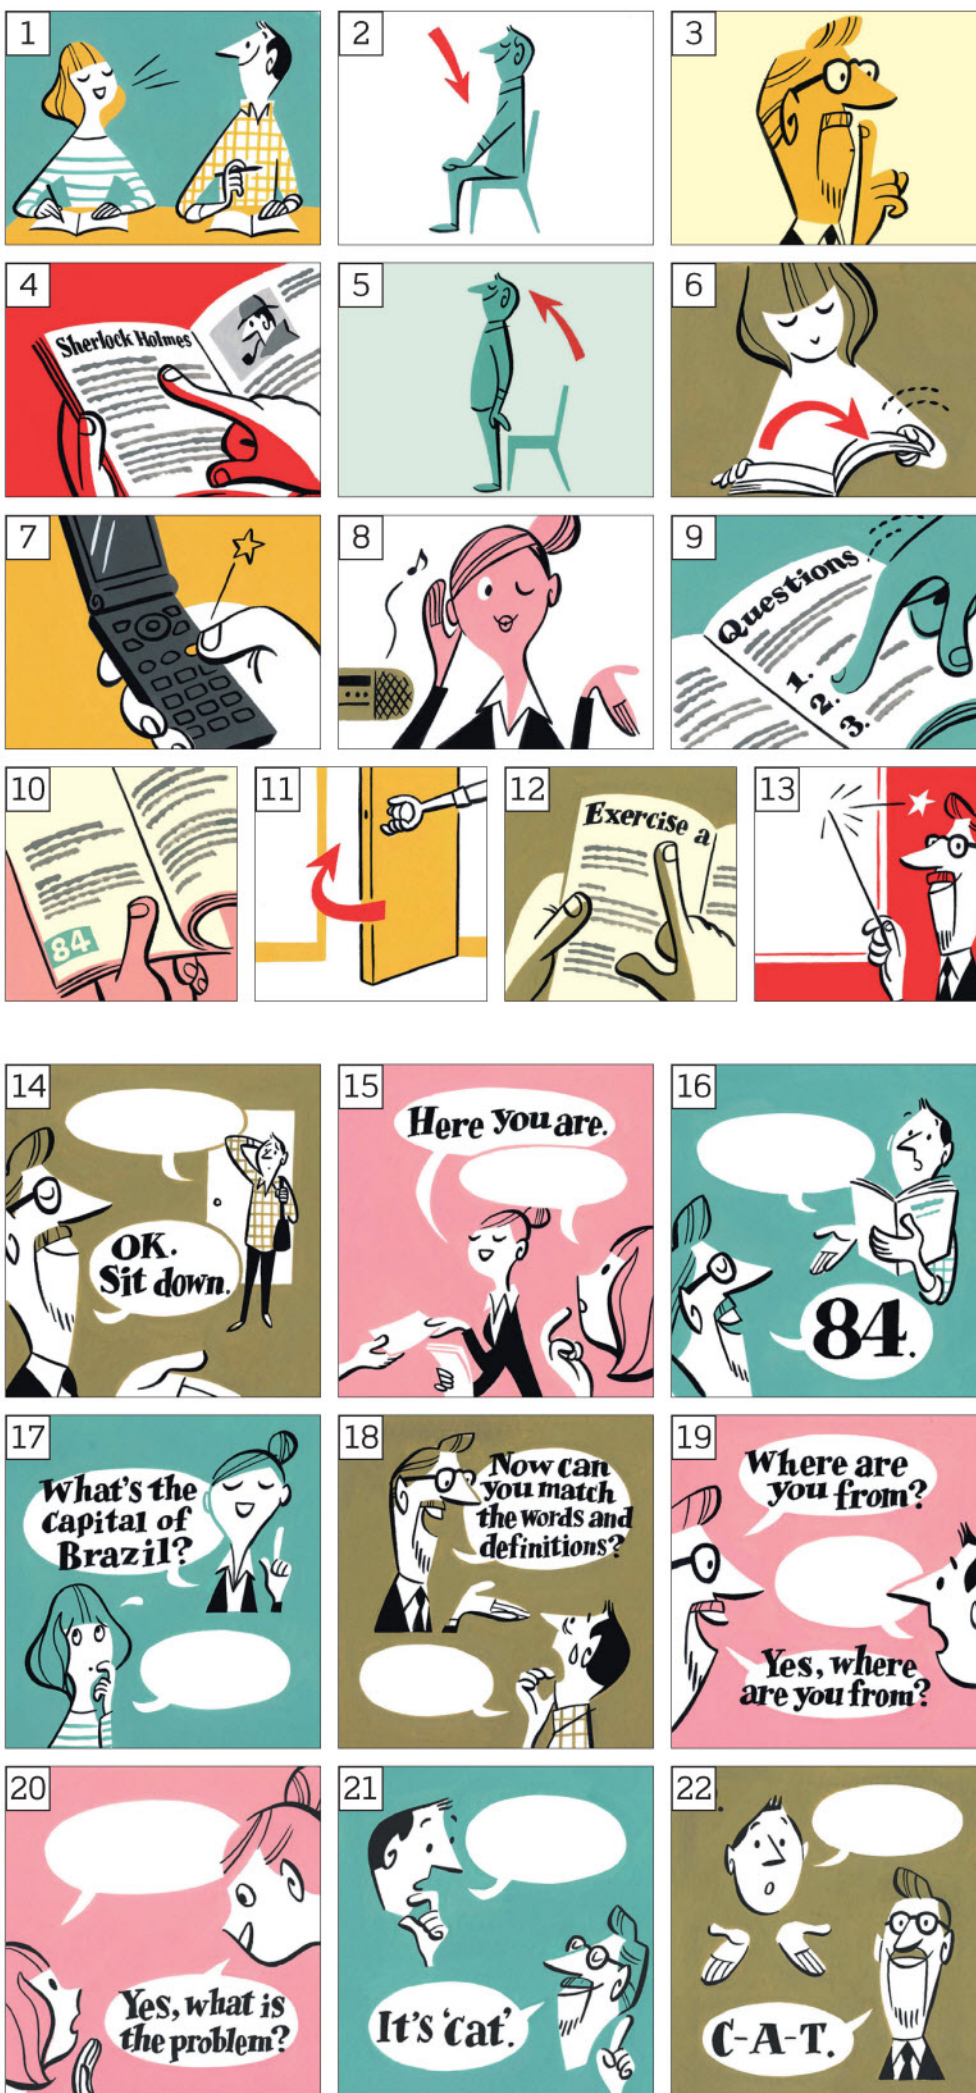 1
2
3
4
Sherlock Holmes
5
6
7
8
9
Questions
1.
2.
3.
10
84
11
12
Exercise a
13
14
OK.
Sit down.
15
Here you are.
16
84.
17
What's the
capital of
Brazil?
18
Now can
you match
the words and
definitions?
19
Where are
you from?
Yes, where
are you from?
20
Yes, what is
the problem?
21
It's 'cat'.
22
C-A-T.